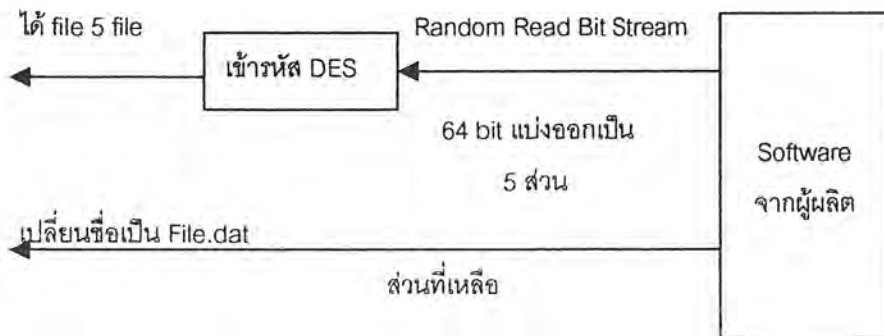 ได้ file 5 file
Random Read Bit Stream
เข้ารหัส DES
64 bit แบ่งออกเป็น
5 ส่วน
Software
จากผู้ผลิต
เปลี่ยนชื่อเป็น File.dat
ส่วนที่เหลือ